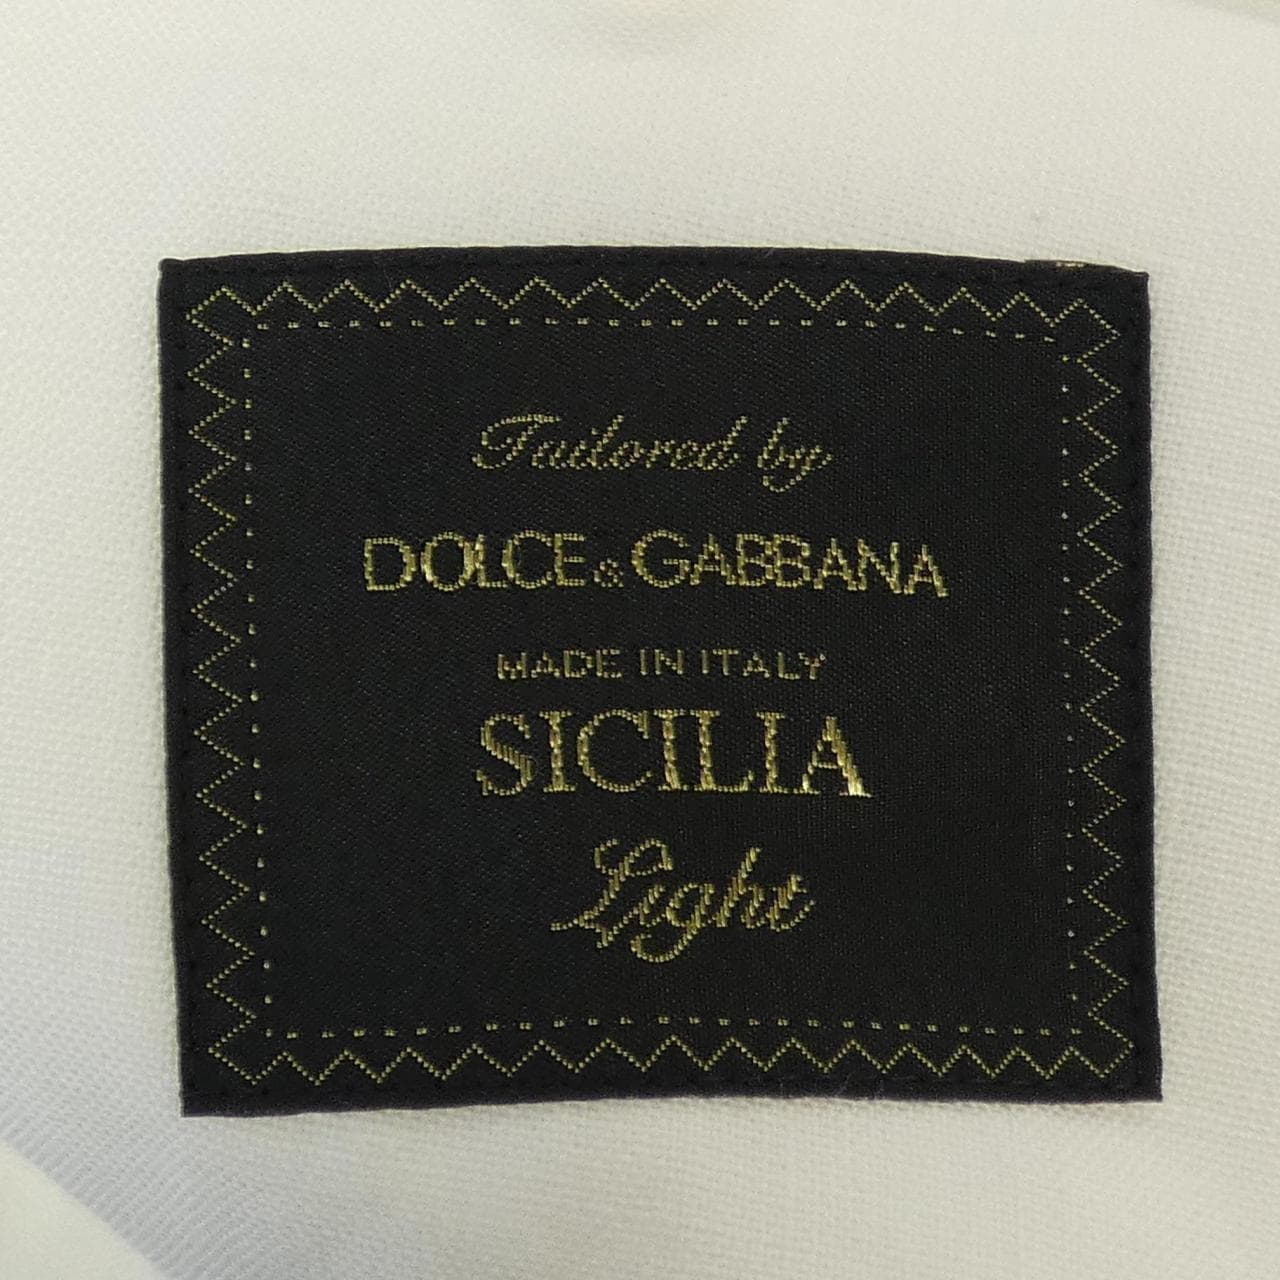 Tailored by
DOLCE & GABBANA
MADE IN ITALY
SICILIA
Light